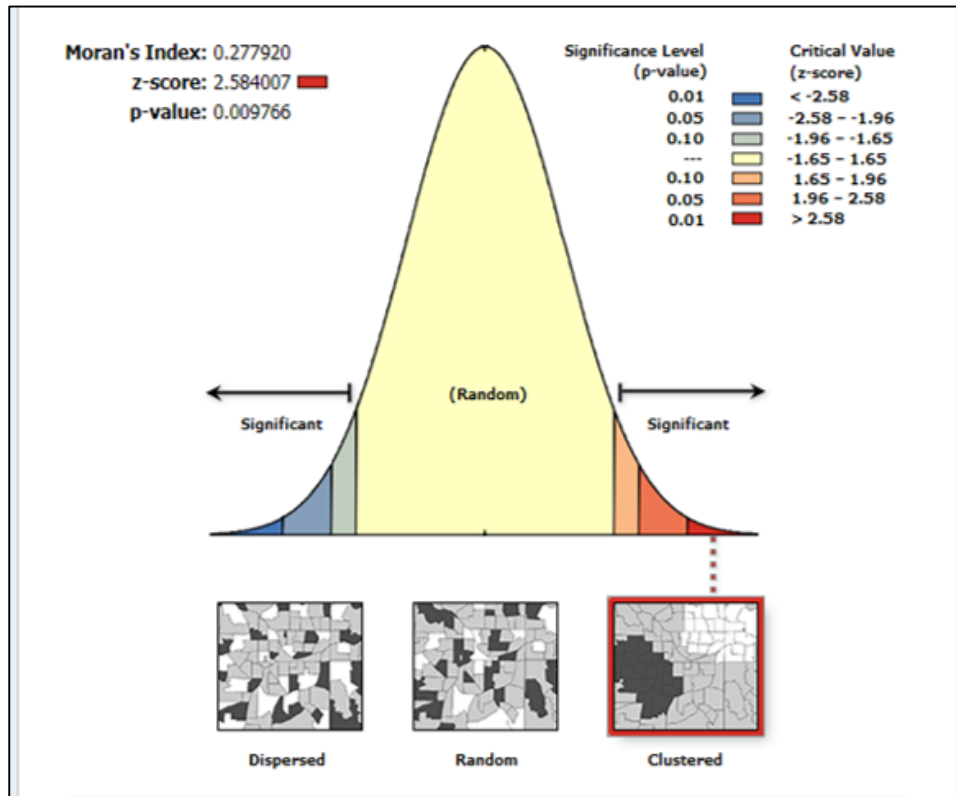 Moran's Index: 0.277920
z-score: 2.584007
p-value: 0.009766
Significance Level
(p-value)
Critical Value
(z-score)
0.01 < -2.58
0.05 -2.58 – -1.96
0.10 -1.96 – -1.65
--- -1.65 – 1.65
0.10 1.65 – 1.96
0.05 1.96 – 2.58
0.01 > 2.58
(Random)
Significant
Significant
Dispersed
Random
Clustered